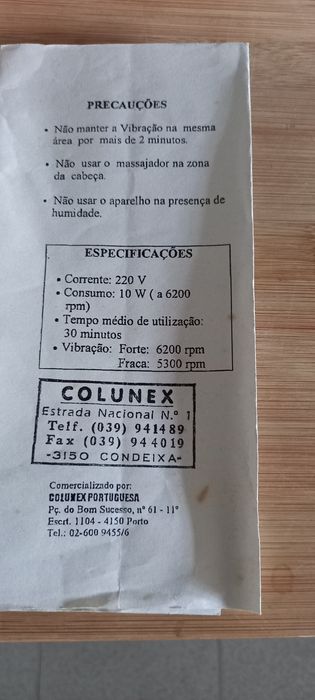 PRECAUÇÕES
• Não manter a Vibração na mesma
área por mais de 2 minutos.
• Não usar o massajador na zona
da cabeça.
• Não usar o aparelho na presença de
humidade.
ESPECIFICAÇÕES
• Corrente: 220 V
• Consumo: 10 W ( a 6200
rpm)
• Tempo médio de utilização:
30 minutos
• Vibração: Forte: 6200 rpm
Fraca: 5300 rpm
COLUNEX
Estrada Nacional N.º 1
Telf. (039) 941489
Fax (039) 944019
-3150 CONDEIXA-
Comercializado por:
COLUNEX PORTUGUESA
Pç. do Bom Sucesso, nº 61 - 11º
Escrt. 1104 - 4150 Porto
Tel.: 02-600 9455/6